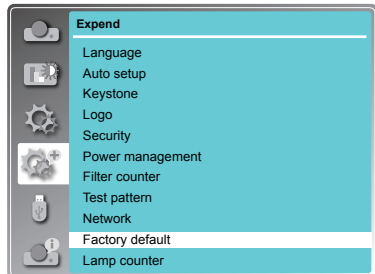 Expend
Language
Auto setup
Keystone
Logo
Security
Power management
Filter counter
Test pattern
Network
Factory default
Lamp counter